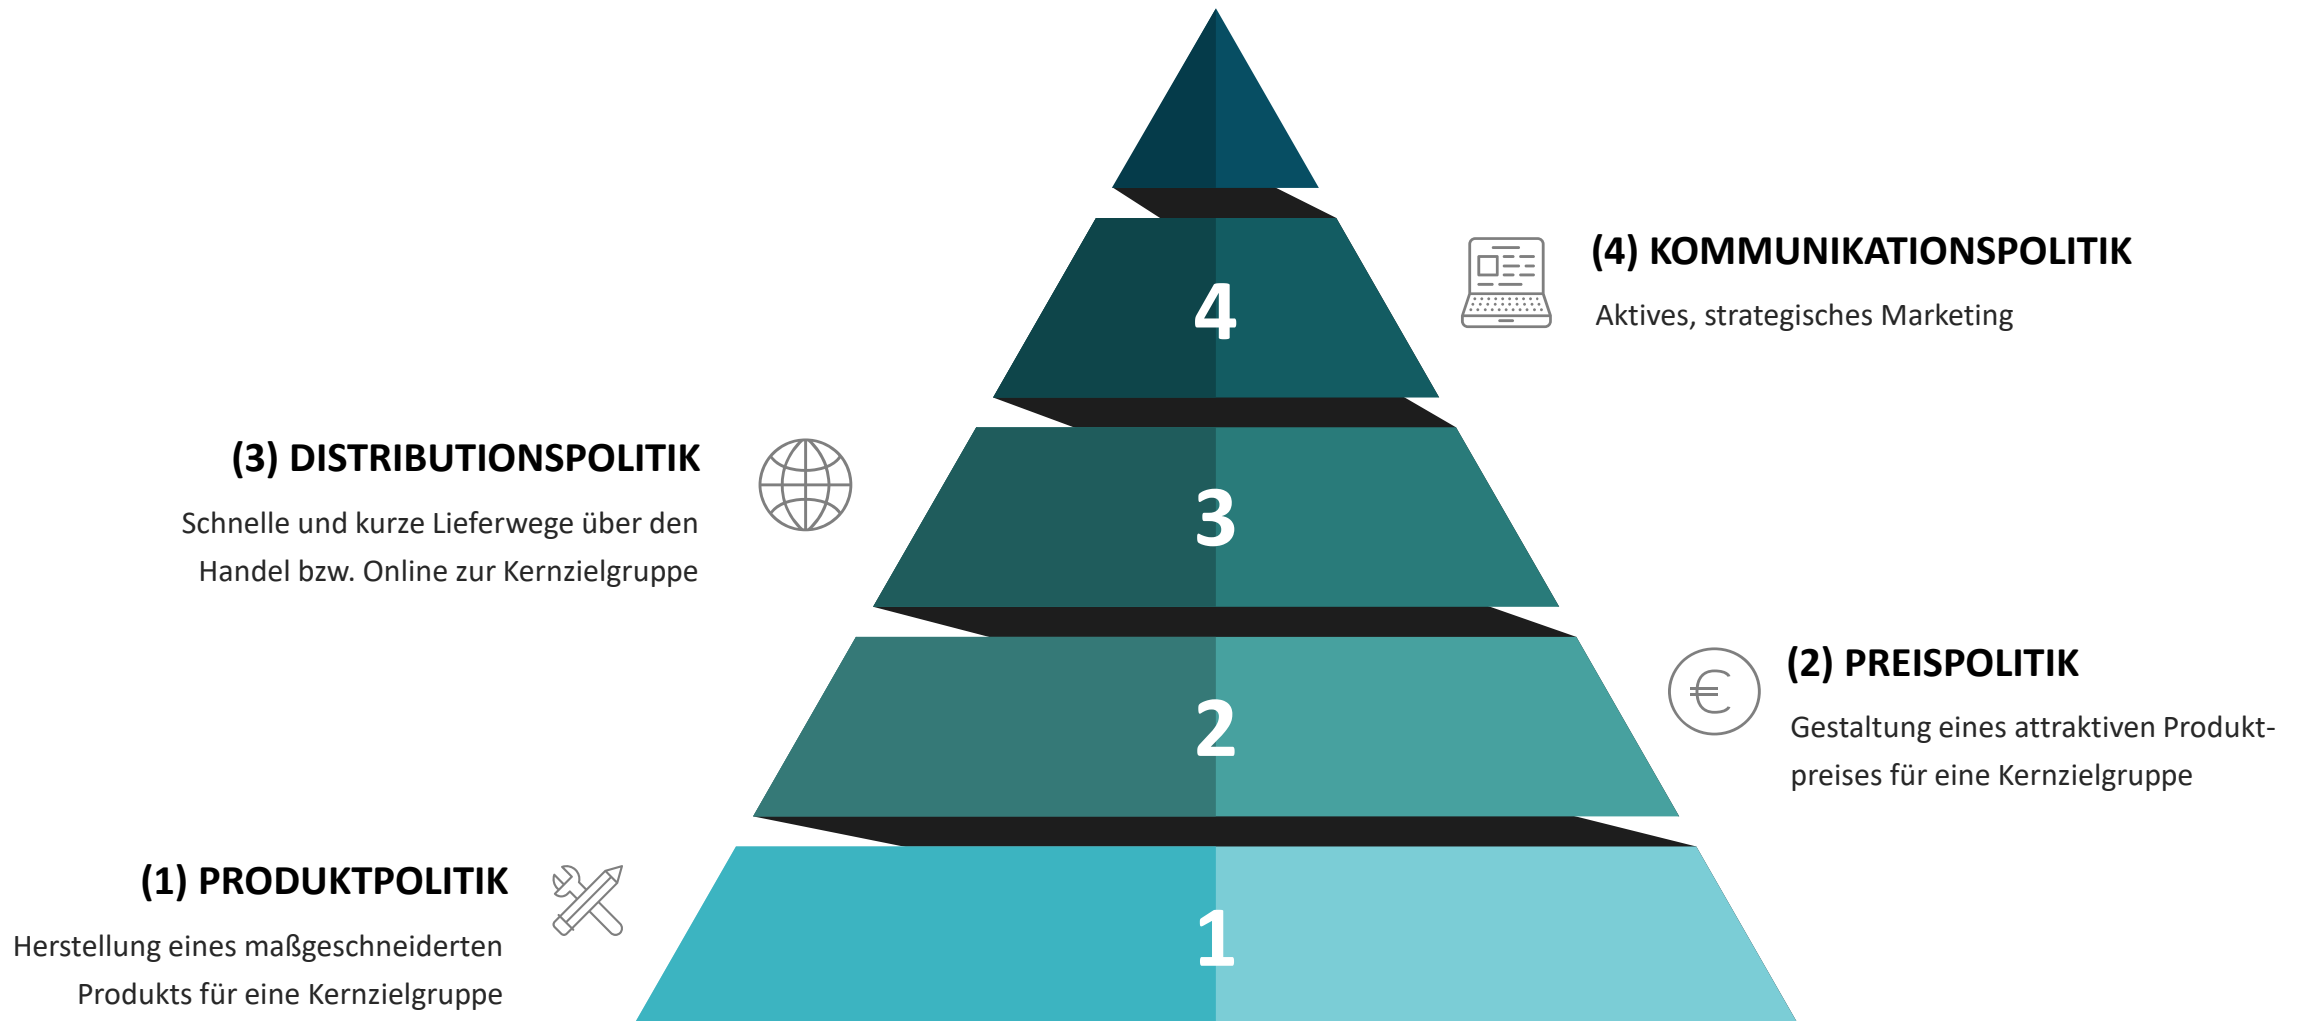 4
(4) KOMMUNIKATIONSPOLITIK
Aktives, strategisches Marketing
(3) DISTRIBUTIONSPOLITIK
Schnelle und kurze Lieferwege über den
Handel bzw. Online zur Kernzielgruppe
3
2
(2) PREISPOLITIK
Gestaltung eines attraktiven Produkt-
preises für eine Kernzielgruppe
(1) PRODUKTPOLITIK
Herstellung eines maßgeschneiderten
Produkts für eine Kernzielgruppe
1